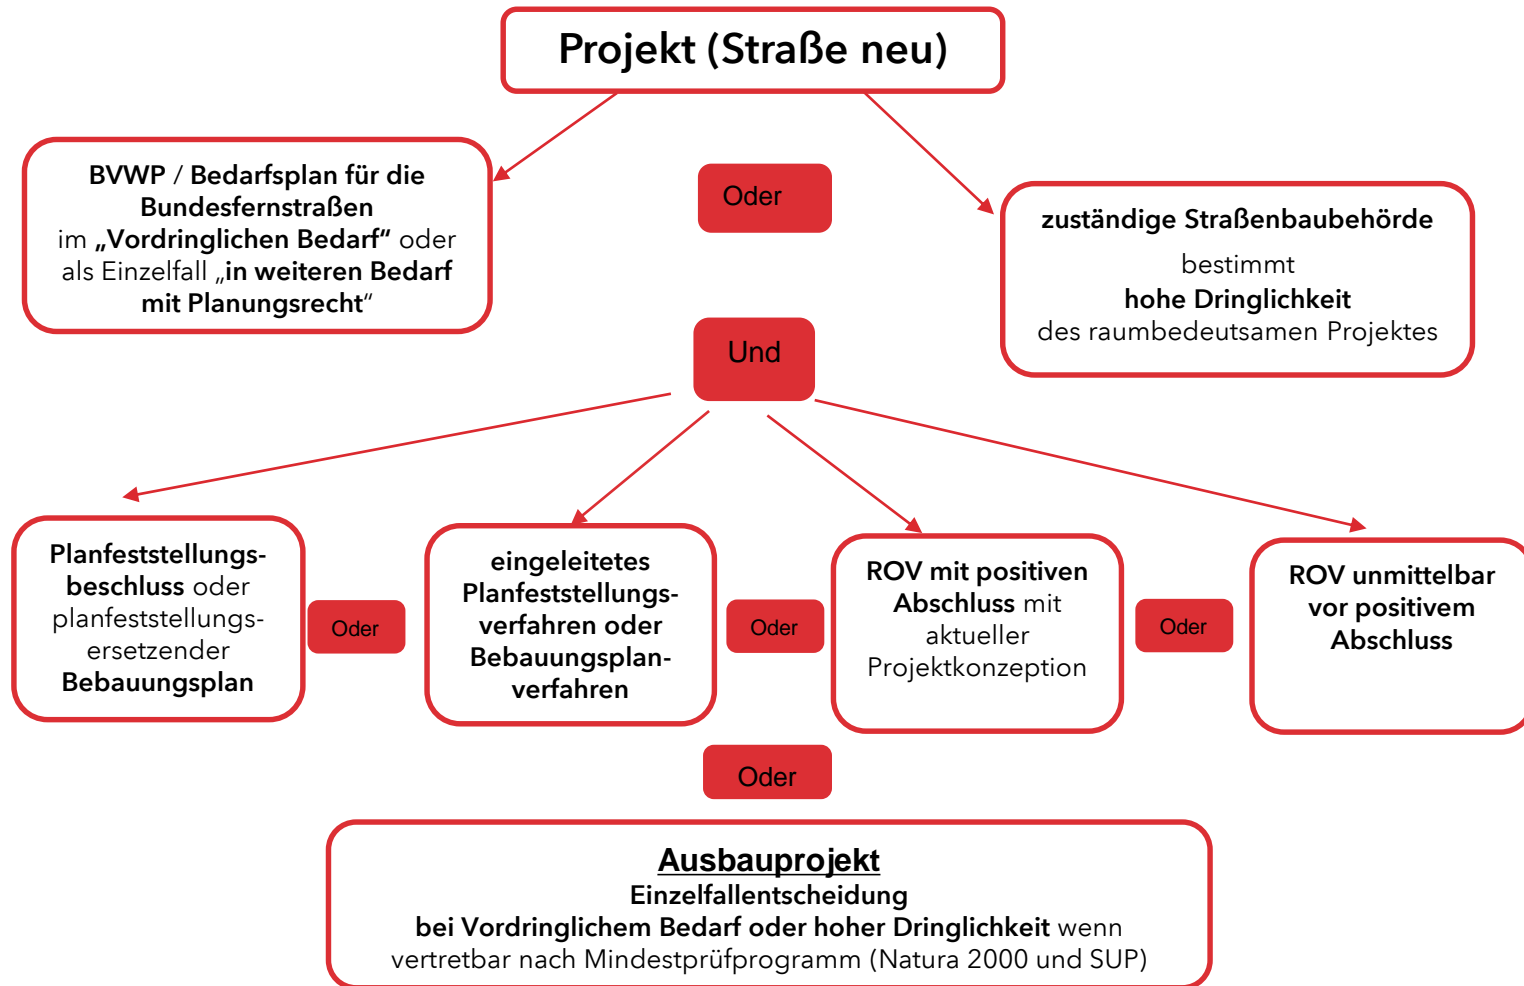 Projekt (Straße neu)
BVWP / Bedarfsplan für die
Bundesfernstraßen
im „Vordringlichen Bedarf" oder
als Einzelfall „in weiteren Bedarf
mit Planungsrecht“
Oder
zuständige Straßenbaubehörde
bestimmt
hohe Dringlichkeit
des raumbedeutsamen Projektes
Und
Planfeststellungs-
beschluss oder
planfeststellungs-
ersetzender
Bebauungsplan
Oder
eingeleitetes
Planfeststellungs-
verfahren oder
Bebauungsplan-
verfahren
Oder
ROV mit positiven
Abschluss mit
aktueller
Projektkonzeption
Oder
ROV unmittelbar
vor positivem
Abschluss
Oder
Ausbauprojekt
Einzelfallentscheidung
bei Vordringlichem Bedarf oder hoher Dringlichkeit wenn
vertretbar nach Mindestprüfprogramm (Natura 2000 und SUP)